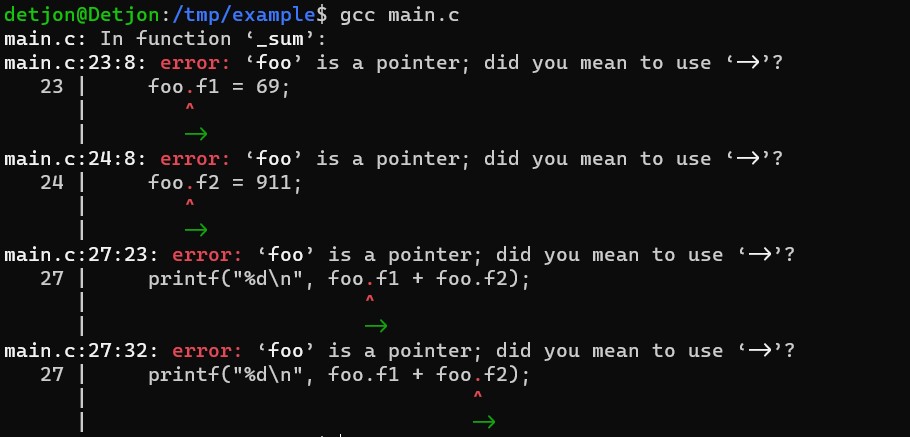 detjon@Detjon:/tmp/example$ gcc main.c
main.c: In function ‘_sum’:
main.c:23:8: error: ‘foo’ is a pointer; did you mean to use ‘->’?
   23 |     foo.f1 = 69;
      |        ^
      |        ->
main.c:24:8: error: ‘foo’ is a pointer; did you mean to use ‘->’?
   24 |     foo.f2 = 911;
      |        ^
      |        ->
main.c:27:23: error: ‘foo’ is a pointer; did you mean to use ‘->’?
   27 |     printf("%d\n", foo.f1 + foo.f2);
      |                       ^
      |                       ->
main.c:27:32: error: ‘foo’ is a pointer; did you mean to use ‘->’?
   27 |     printf("%d\n", foo.f1 + foo.f2);
      |                                ^
      |                                ->